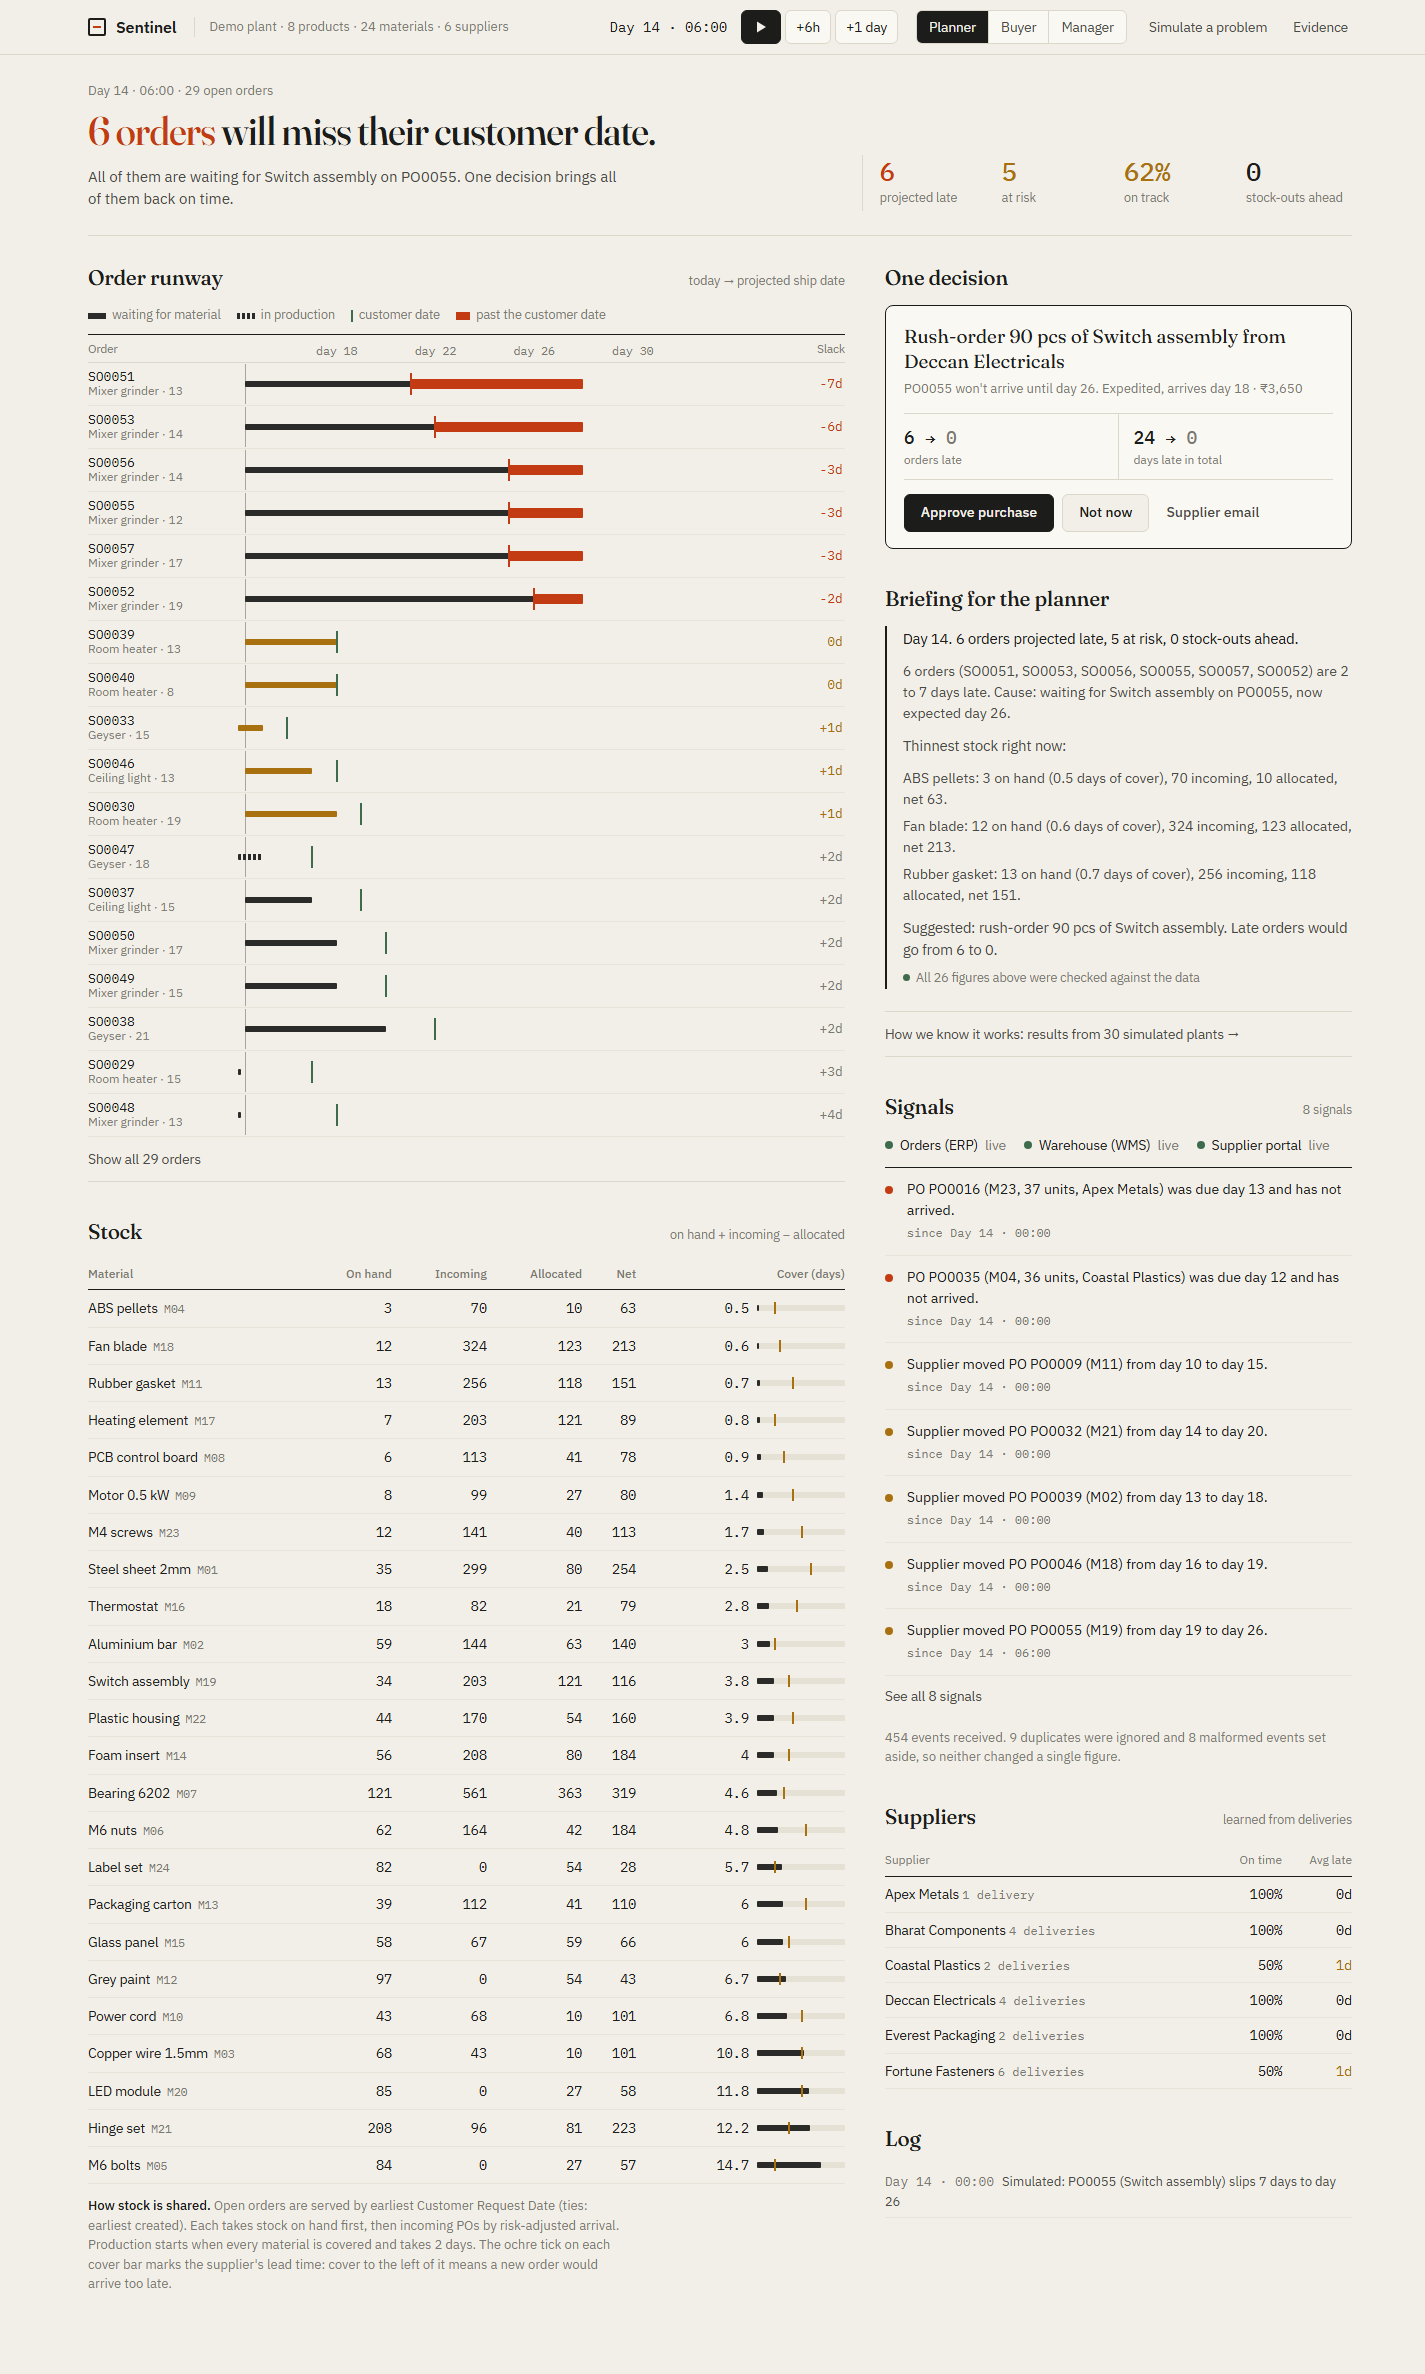 Sentinel
Demo plant · 8 products · 24 materials · 6 suppliers
Day 14 · 06:00
+6h
+1 day
Planner
Buyer
Manager
Simulate a problem
Evidence
Day 14 · 06:00 · 29 open orders
6 orders will miss their customer date.
All of them are waiting for Switch assembly on PO0055. One decision brings all
of them back on time.
6
projected late
5
at risk
62%
on track
0
stock-outs ahead
Order runway
today → projected ship date
waiting for material
in production
customer date
past the customer date
Order
day 18
day 22
day 26
day 30
Slack
SO0051
Mixer grinder · 13
-7d
SO0053
Mixer grinder · 14
-6d
SO0056
Mixer grinder · 14
-3d
SO0055
Mixer grinder · 12
-3d
SO0057
Mixer grinder · 17
-3d
SO0052
Mixer grinder · 19
-2d
SO0039
Room heater · 13
0d
SO0040
Room heater · 8
0d
SO0033
Geyser · 15
+1d
SO0046
Ceiling light · 13
+1d
SO0030
Room heater · 19
+1d
SO0047
Geyser · 18
+2d
SO0037
Ceiling light · 15
+2d
SO0050
Mixer grinder · 17
+2d
SO0049
Mixer grinder · 15
+2d
SO0038
Geyser · 21
+2d
SO0029
Room heater · 15
+3d
SO0048
Mixer grinder · 13
+4d
Show all 29 orders
Stock
on hand + incoming − allocated
Material On hand Incoming Allocated Net Cover (days)
ABS pellets M04 3 70 10 63 0.5
Fan blade M18 12 324 123 213 0.6
Rubber gasket M11 13 256 118 151 0.7
Heating element M17 7 203 121 89 0.8
PCB control board M08 6 113 41 78 0.9
Motor 0.5 kW M09 8 99 27 80 1.4
M4 screws M23 12 141 40 113 1.7
Steel sheet 2mm M01 35 299 80 254 2.5
Thermostat M16 18 82 21 79 2.8
Aluminium bar M02 59 144 63 140 3
Switch assembly M19 34 203 121 116 3.8
Plastic housing M22 44 170 54 160 3.9
Foam insert M14 56 208 80 184 4
Bearing 6202 M07 121 561 363 319 4.6
M6 nuts M06 62 164 42 184 4.8
Label set M24 82 0 54 28 5.7
Packaging carton M13 39 112 41 110 6
Glass panel M15 58 67 59 66 6
Grey paint M12 97 0 54 43 6.7
Power cord M10 43 68 10 101 6.8
Copper wire 1.5mm M03 68 43 10 101 10.8
LED module M20 85 0 27 58 11.8
Hinge set M21 208 96 81 223 12.2
M6 bolts M05 84 0 27 57 14.7
How stock is shared. Open orders are served by earliest Customer Request Date (ties:
earliest created). Each takes stock on hand first, then incoming POs by risk-adjusted arrival.
Production starts when every material is covered and takes 2 days. The ochre tick on each
cover bar marks the supplier's lead time: cover to the left of it means a new order would
arrive too late.
One decision
Rush-order 90 pcs of Switch assembly from
Deccan Electricals
PO0055 won't arrive until day 26. Expedited, arrives day 18 · ₹3,650
6 → 0
orders late
24 → 0
days late in total
Approve purchase
Not now
Supplier email
Briefing for the planner
Day 14. 6 orders projected late, 5 at risk, 0 stock-outs ahead.
6 orders (SO0051, SO0053, SO0056, SO0055, SO0057, SO0052) are 2
to 7 days late. Cause: waiting for Switch assembly on PO0055, now
expected day 26.
Thinnest stock right now:
ABS pellets: 3 on hand (0.5 days of cover), 70 incoming, 10 allocated,
net 63.
Fan blade: 12 on hand (0.6 days of cover), 324 incoming, 123 allocated,
net 213.
Rubber gasket: 13 on hand (0.7 days of cover), 256 incoming, 118
allocated, net 151.
Suggested: rush-order 90 pcs of Switch assembly. Late orders would
go from 6 to 0.
All 26 figures above were checked against the data
How we know it works: results from 30 simulated plants →
Signals
8 signals
Orders (ERP) live
Warehouse (WMS) live
Supplier portal live
PO PO0016 (M23, 37 units, Apex Metals) was due day 13 and has not
arrived.
since Day 14 · 00:00
PO PO0035 (M04, 36 units, Coastal Plastics) was due day 12 and has
not arrived.
since Day 14 · 00:00
Supplier moved PO PO0009 (M11) from day 10 to day 15.
since Day 14 · 00:00
Supplier moved PO PO0032 (M21) from day 14 to day 20.
since Day 14 · 00:00
Supplier moved PO PO0039 (M02) from day 13 to day 18.
since Day 14 · 00:00
Supplier moved PO PO0046 (M18) from day 16 to day 19.
since Day 14 · 00:00
Supplier moved PO PO0055 (M19) from day 19 to day 26.
since Day 14 · 06:00
See all 8 signals
454 events received. 9 duplicates were ignored and 8 malformed events set
aside, so neither changed a single figure.
Suppliers
learned from deliveries
Supplier On time Avg late
Apex Metals 1 delivery 100% 0d
Bharat Components 4 deliveries 100% 0d
Coastal Plastics 2 deliveries 50% 1d
Deccan Electricals 4 deliveries 100% 0d
Everest Packaging 2 deliveries 100% 0d
Fortune Fasteners 6 deliveries 50% 1d
Log
Day 14 · 00:00 Simulated: PO0055 (Switch assembly) slips 7 days to day
26